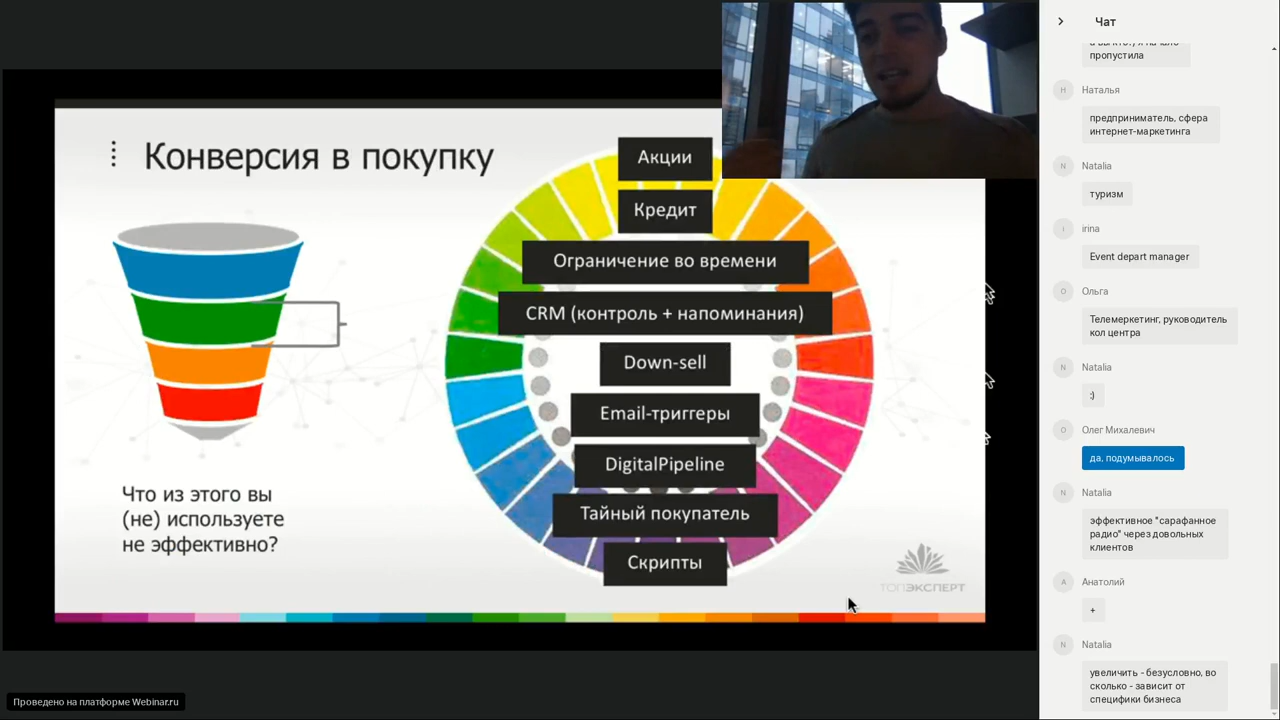 Конверсия в покупку
Акции
Кредит
Ограничение во времени
CRM (контроль + напоминания)
Down-sell
Email-триггеры
DigitalPipeline
Тайный покупатель
Скрипты
Что из этого вы
(не) используете
не эффективно?
ТОПЭКСПЕРТ
Проведено на платформе Webinar.ru
Чат
пропустила
Н
Наталья
предприниматель, сфера
интернет-маркетинга
N
Natalia
туризм
I
irina
Event depart manager
О
Ольга
Телемаркетинг, руководитель
кол центра
N
Natalia
:)
О
Олег Михалевич
да, подумывалось
N
Natalia
эффективное "сарафанное
радио" через довольных
клиентов
А
Анатолий
+
N
Natalia
увеличить - безусловно, во
сколько - зависит от
специфики бизнеса